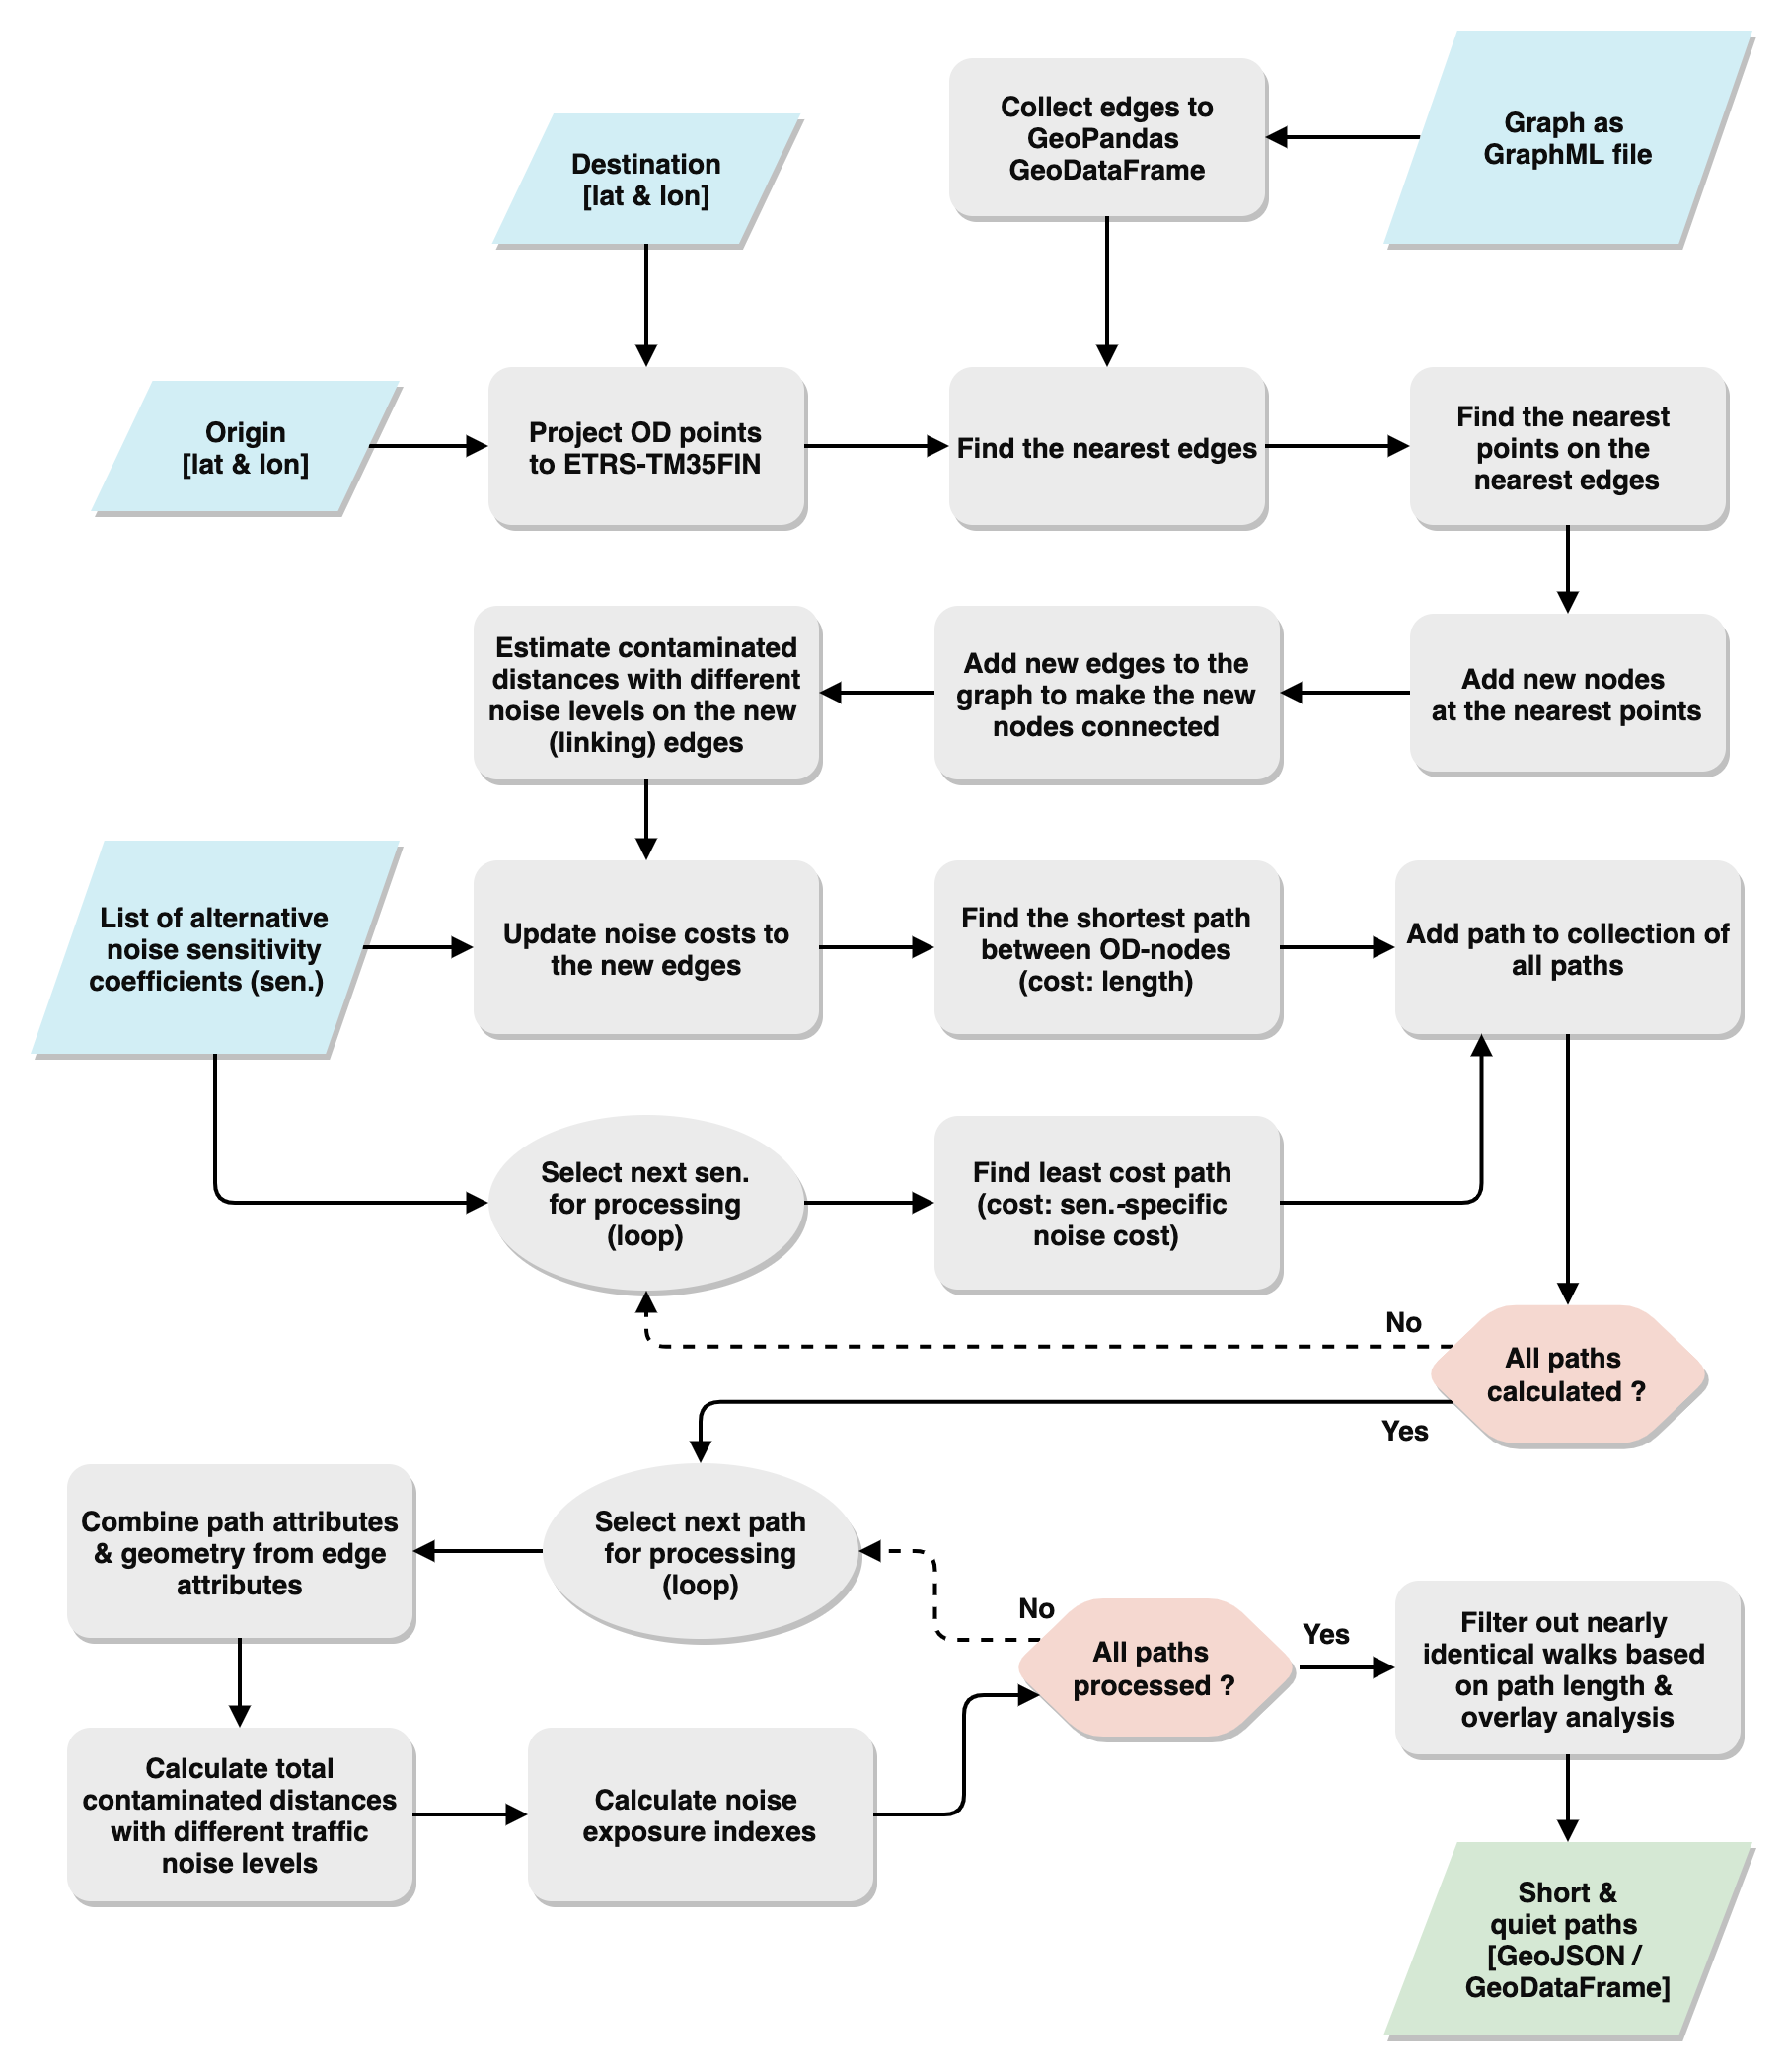 Collect edges to
GeoPandas
GeoDataFrame
Graph as
GraphML file
Destination
[lat & lon]
Origin
[lat & lon]
Project OD points
to ETRS-TM35FIN
Find the nearest edges
Find the nearest
points on the
nearest edges
Estimate contaminated
distances with different
noise levels on the new
(linking) edges
Add new edges to the
graph to make the new
nodes connected
Add new nodes
at the nearest points
List of alternative
noise sensitivity
coefficients (sen.)
Update noise costs to
the new edges
Find the shortest path
between OD-nodes
(cost: length)
Add path to collection of
all paths
Select next sen.
for processing
(loop)
Find least cost path
(cost: sen.-specific
noise cost)
No
All paths
calculated ?
Yes
Combine path attributes
& geometry from edge
attributes
Select next path
for processing
(loop)
No
All paths
processed ?
Yes
Filter out nearly
identical walks based
on path length &
overlay analysis
Calculate total
contaminated distances
with different traffic
noise levels
Calculate noise
exposure indexes
Short &
quiet paths
[GeoJSON /
GeoDataFrame]